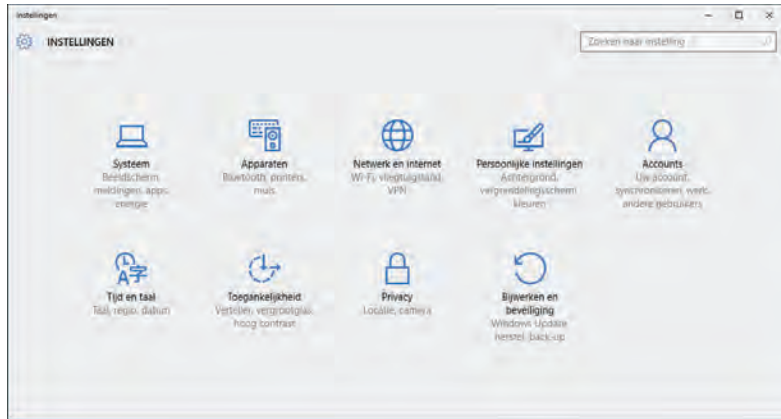 Instellingen
INSTELLINGEN
Zoeken naar instelling
Systeem
Beeldscherm,
meldingen, apps,
energie
Apparaten
Bluetooth, printers,
muis
Netwerk en internet
Wi-Fi, vliegtuigstand,
VPN
Persoonlijke instellingen
Achtergrond,
vergrendelingsscherm,
kleuren
Accounts
Uw account,
synchroniseren, werk,
andere gebruikers
Tijd en taal
Taal, regio, datum
Toegankelijkheid
Verteller, vergrootglas,
hoog contrast
Privacy
Locatie, camera
Bijwerken en
beveiliging
Windows Update,
herstel, back-up